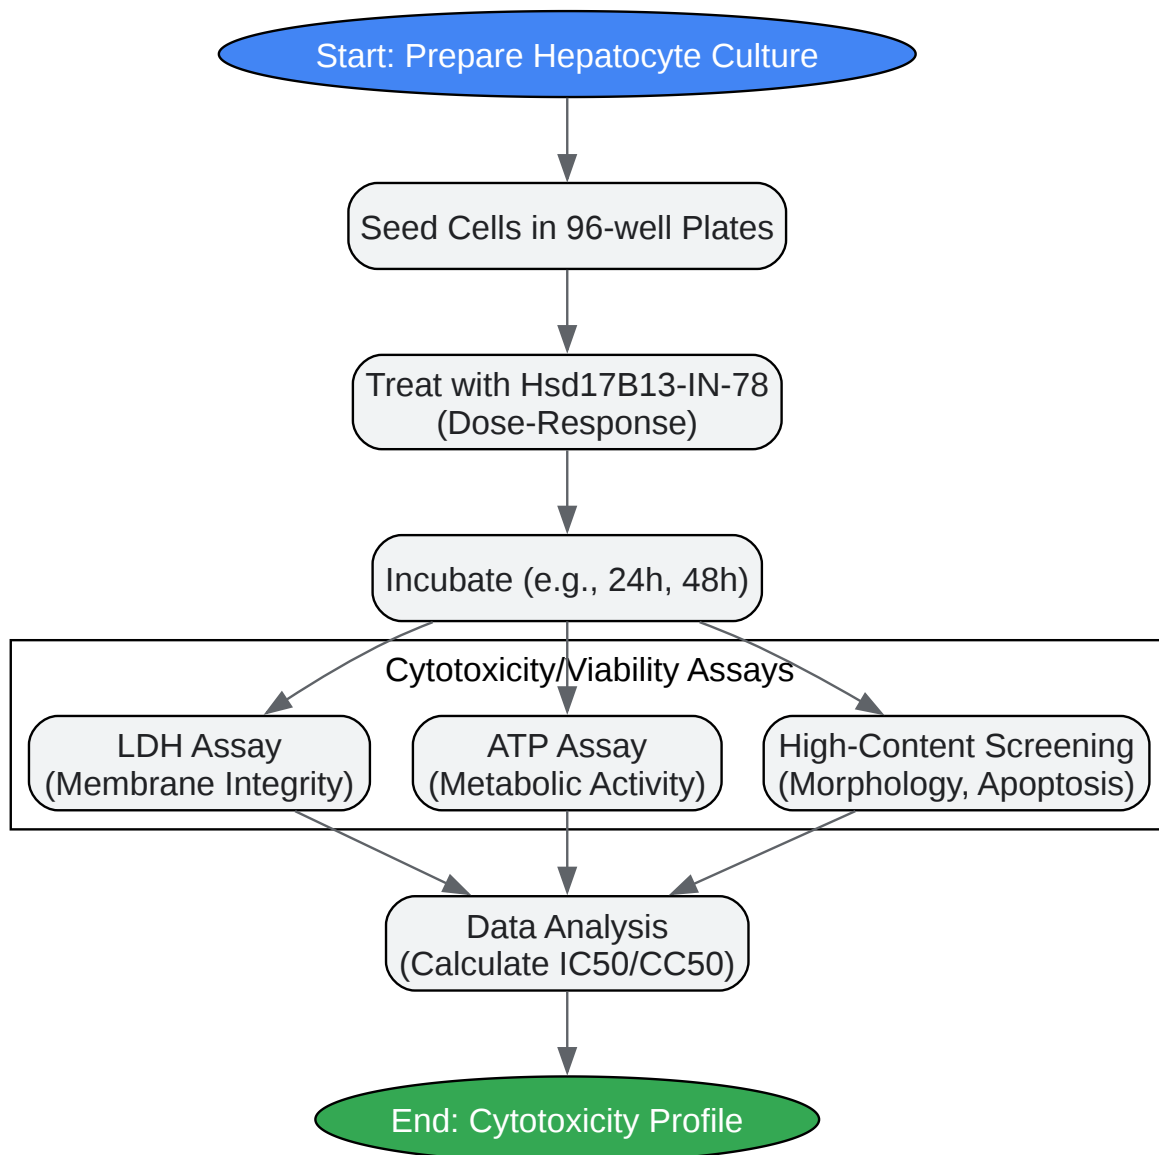 Start: Prepare Hepatocyte Culture
Seed Cells in 96-well Plates
Treat with Hsd17B13-IN-78
(Dose-Response)
Incubate (e.g., 24h, 48h)
Cytotoxicity/Viability Assays
LDH Assay
(Membrane Integrity)
ATP Assay
(Metabolic Activity)
High-Content Screening
(Morphology, Apoptosis)
Data Analysis
(Calculate IC50/CC50)
End: Cytotoxicity Profile